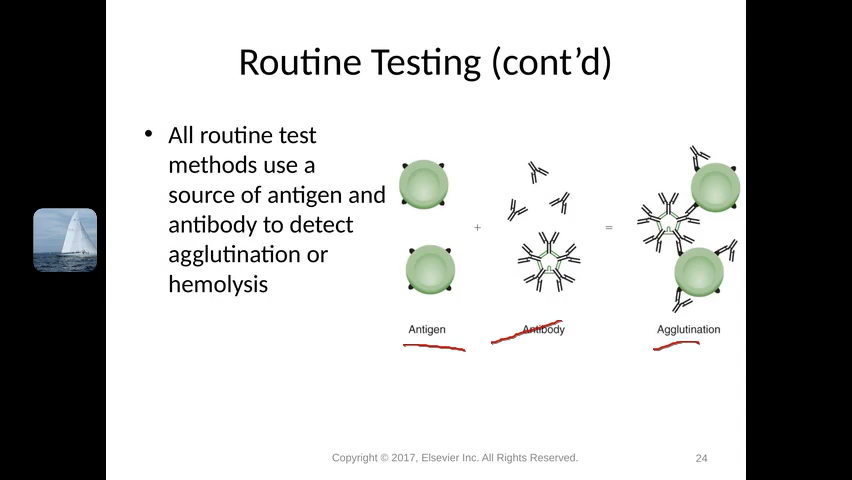 Routine Testing (cont’d)
• All routine test
methods use a
source of antigen and
antibody to detect
agglutination or
hemolysis
+
=
Antigen
Antibody
Agglutination
Copyright © 2017, Elsevier Inc. All Rights Reserved.
24